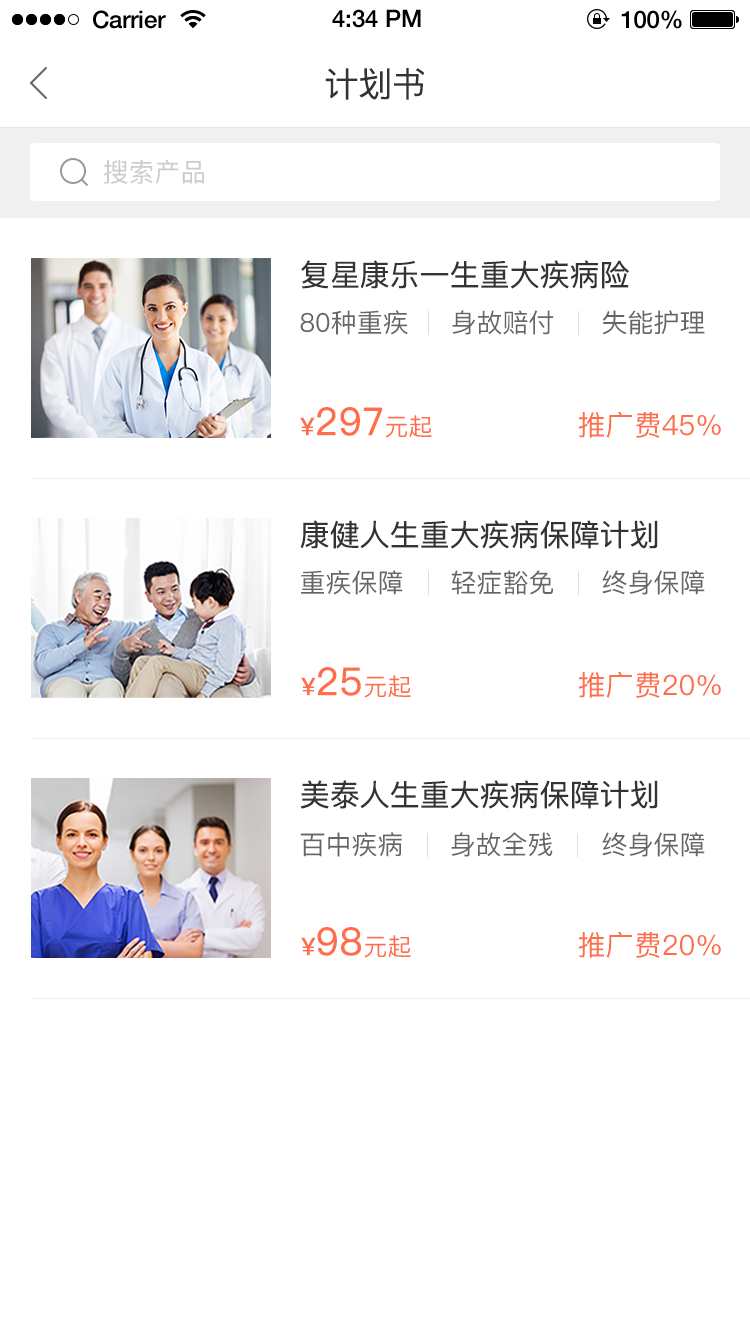 Carrier 4:34 PM 100%
计划书
搜索产品
复星康乐一生重大疾病险
80种重疾 身故赔付 失能护理
¥297元起 推广费45%
康健人生重大疾病保障计划
重疾保障 轻症豁免 终身保障
¥25元起 推广费20%
美泰人生重大疾病保障计划
百中疾病 身故全残 终身保障
¥98元起 推广费20%